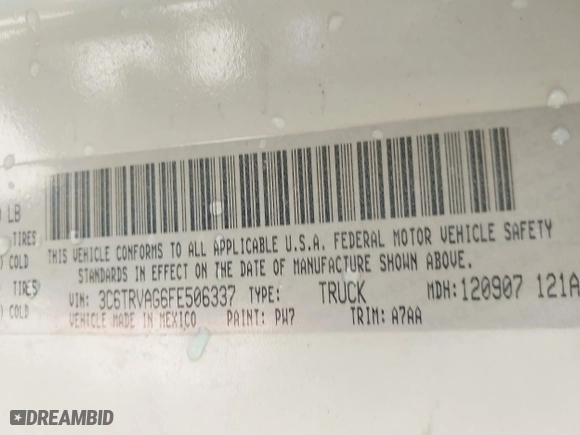 LB
TIRES
COLD
TIRES
COLD
THIS VEHICLE CONFORMS TO ALL APPLICABLE U.S.A. FEDERAL MOTOR VEHICLE SAFETY
STANDARDS IN EFFECT ON THE DATE OF MANUFACTURE SHOWN ABOVE.
VIN: 3C6TRVAG6FE506337 TYPE: TRUCK MDH: 120907 121A
VEHICLE MADE IN MEXICO PAINT: PW7 TRIM: A7AA
DREAMBID